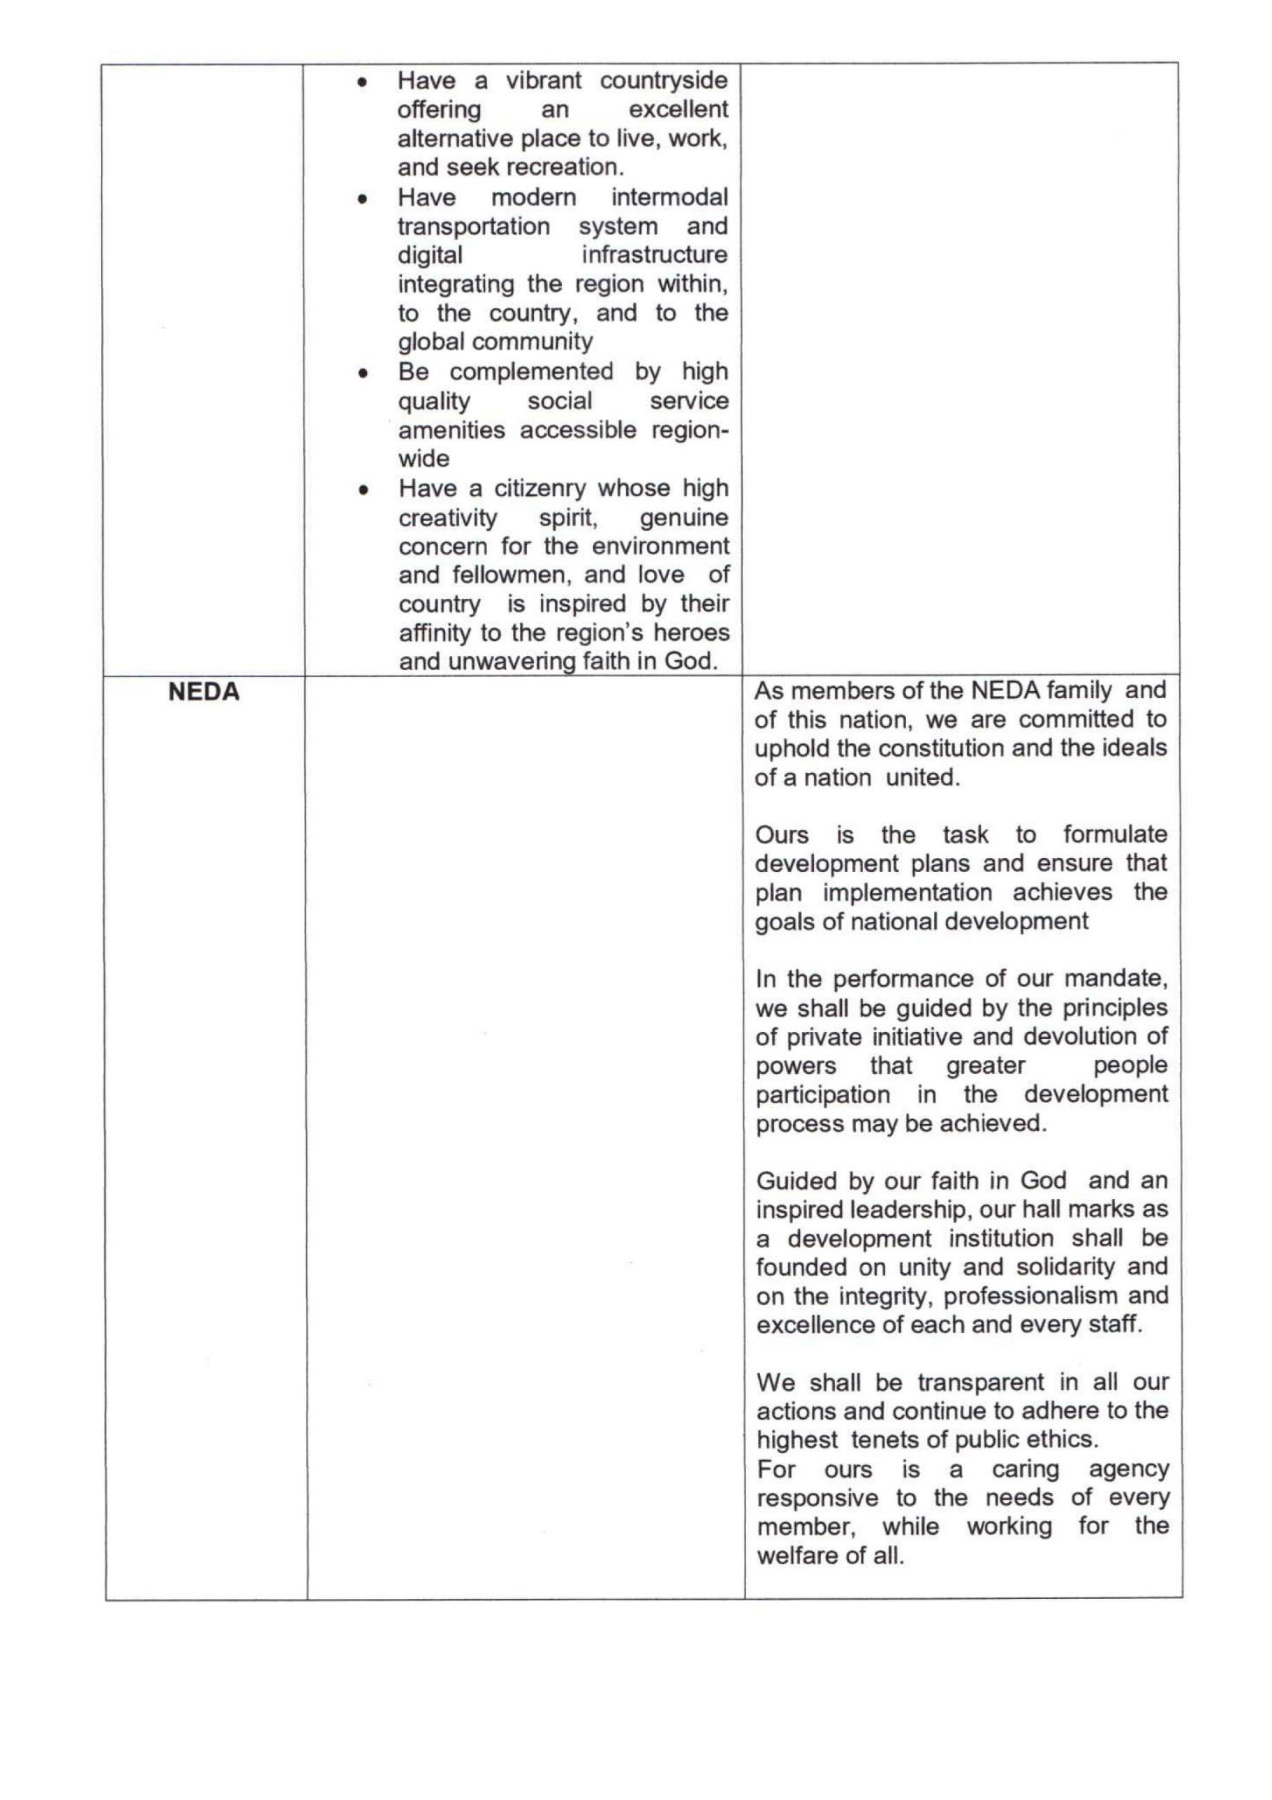 Have a vibrant countryside
offering an excellent
alternative place to live, work,
and seek recreation.
Have modern intermodal
transportation system and
digital infrastructure
integrating the region within,
to the country, and to the
global community
Be complemented by high
quality social service
amenities accessible region-
wide
Have a citizenry whose high
creativity spirit, genuine
concern for the environment
and fellowmen, and love of
country is inspired by their
affinity to the region's heroes
and unwavering faith in God.
NEDA
As members of the NEDA family and
of this nation, we are committed to
uphold the constitution and the ideals
of a nation united.
Ours is the task to formulate
development plans and ensure that
plan implementation achieves the
goals of national development
In the performance of our mandate,
we shall be guided by the principles
of private initiative and devolution of
powers that greater people
participation in the development
process may be achieved.
Guided by our faith in God and an
inspired leadership, our hall marks as
a development institution shall be
founded on unity and solidarity and
on the integrity, professionalism and
excellence of each and every staff.
We shall be transparent in all our
actions and continue to adhere to the
highest tenets of public ethics.
For ours is a caring agency
responsive to the needs of every
member, while working for the
welfare of all.